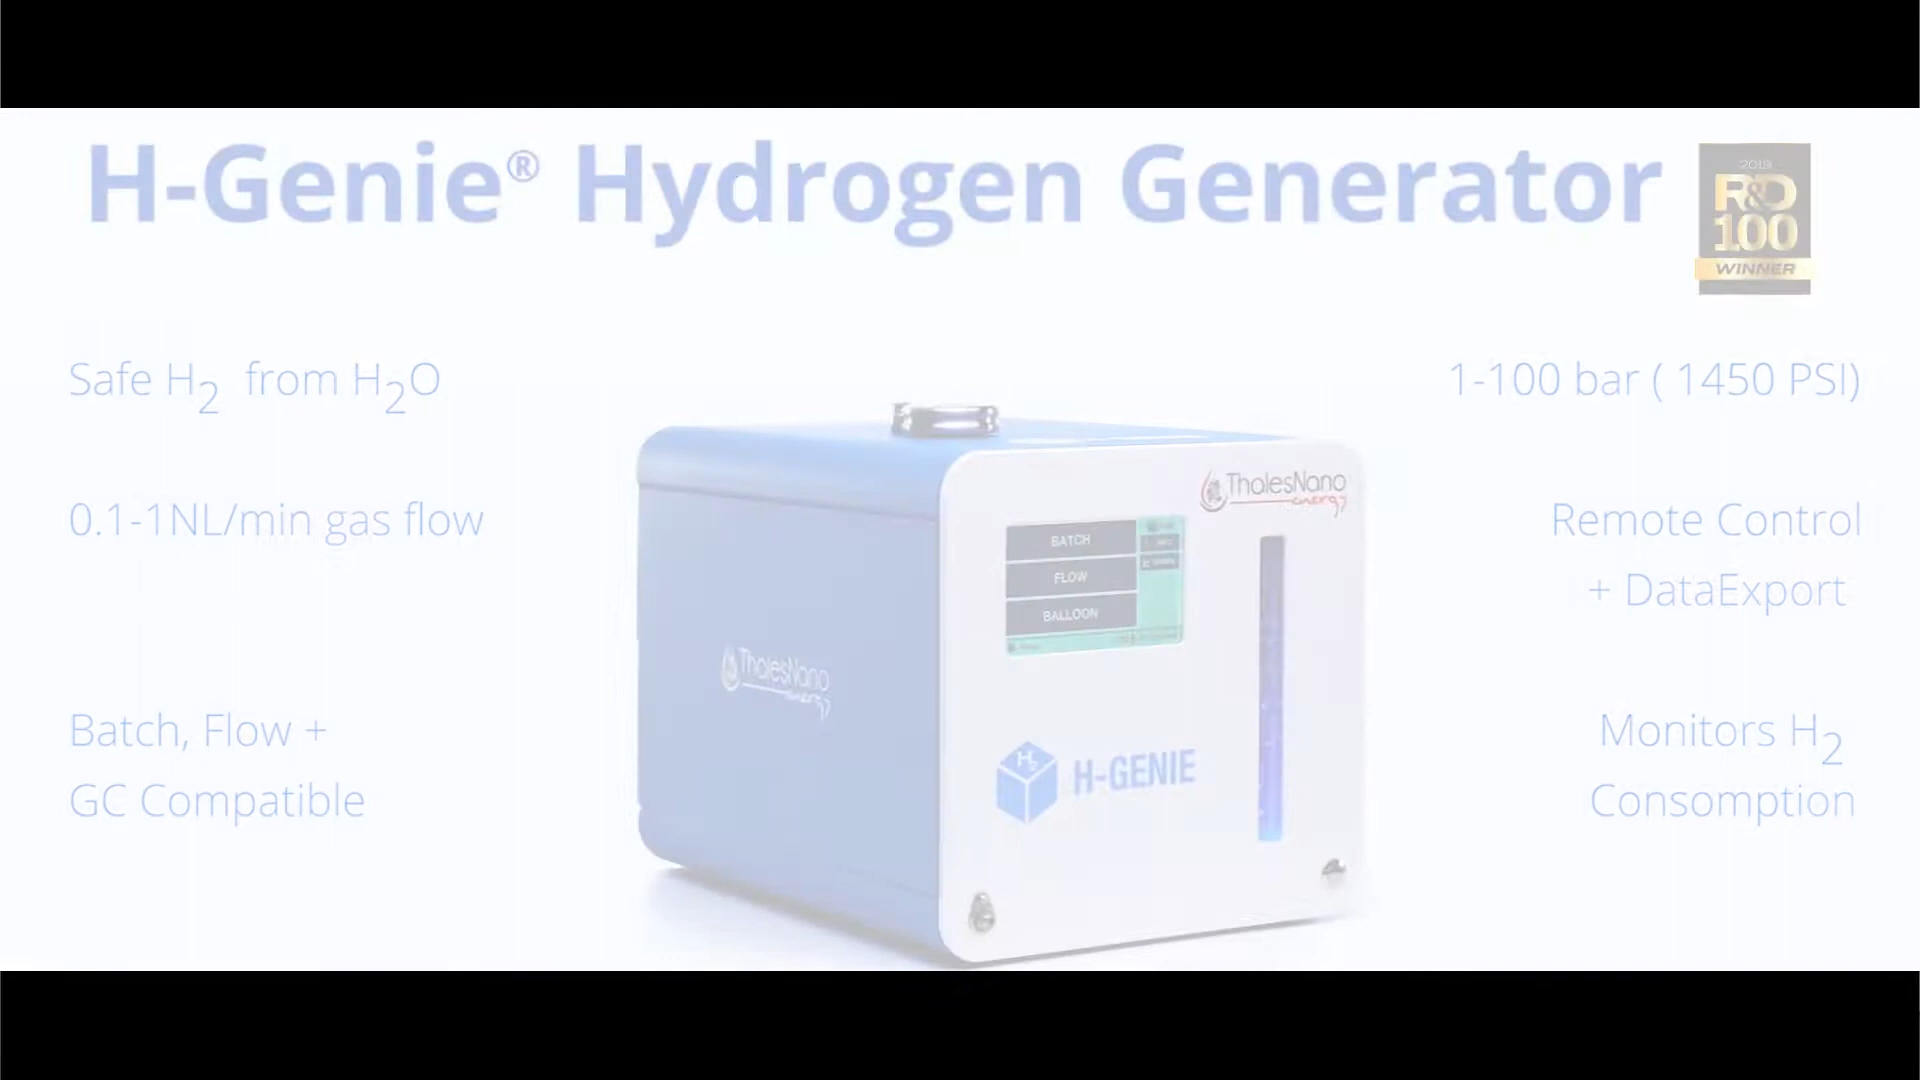 H-Genie® Hydrogen Generator
2019
R&D
100
WINNER
Safe H2 from H2O
0.1-1NL/min gas flow
Batch, Flow +
GC Compatible
1-100 bar ( 1450 PSI)
Remote Control
+ DataExport
Monitors H2
Consomption
ThalesNano
energy
BATCH
FLOW
BALLOON
ThalesNano
energy
H2
H-GENIE